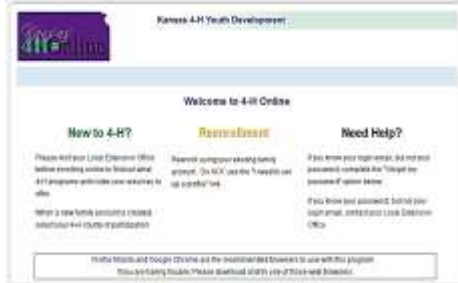 4HOnline
Kansas 4-H Youth Development
Welcome to 4-H Online
New to 4-H?
Please visit your Local Extension Office
before enrolling online to find out what
4-H programs and clubs your area has to
offer.
When a new family account is created
select your 4-H county of participation
Reenrollment
Reenroll using your existing family
account. Do NOT use the "I need to set
up a profile" link
Need Help?
If you know your login email, but not your
password, complete the "I forgot my
password" option below.
If you know your password, but not your
login email, contact your Local Extension
Office
Firefox Mozilla and Google Chrome are the recommended browsers to use with this program
If you are having trouble, Please download and try one of those web browsers.